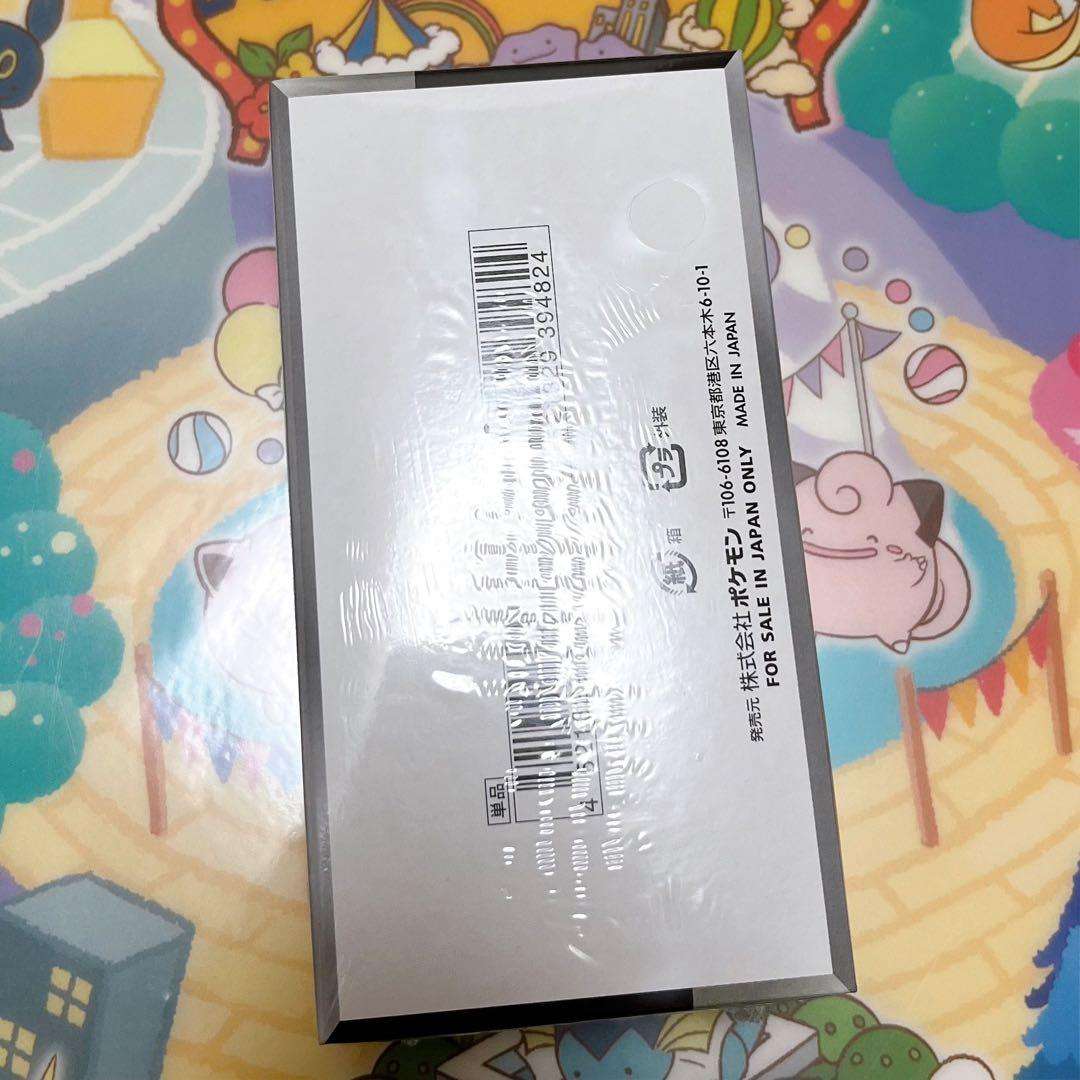 単品
4 521329 394824
紙 箱 プラ 外装
発売元 株式会社 ポケモン 〒106-6108 東京都港区六本木6-10-1
FOR SALE IN JAPAN ONLY MADE IN JAPAN